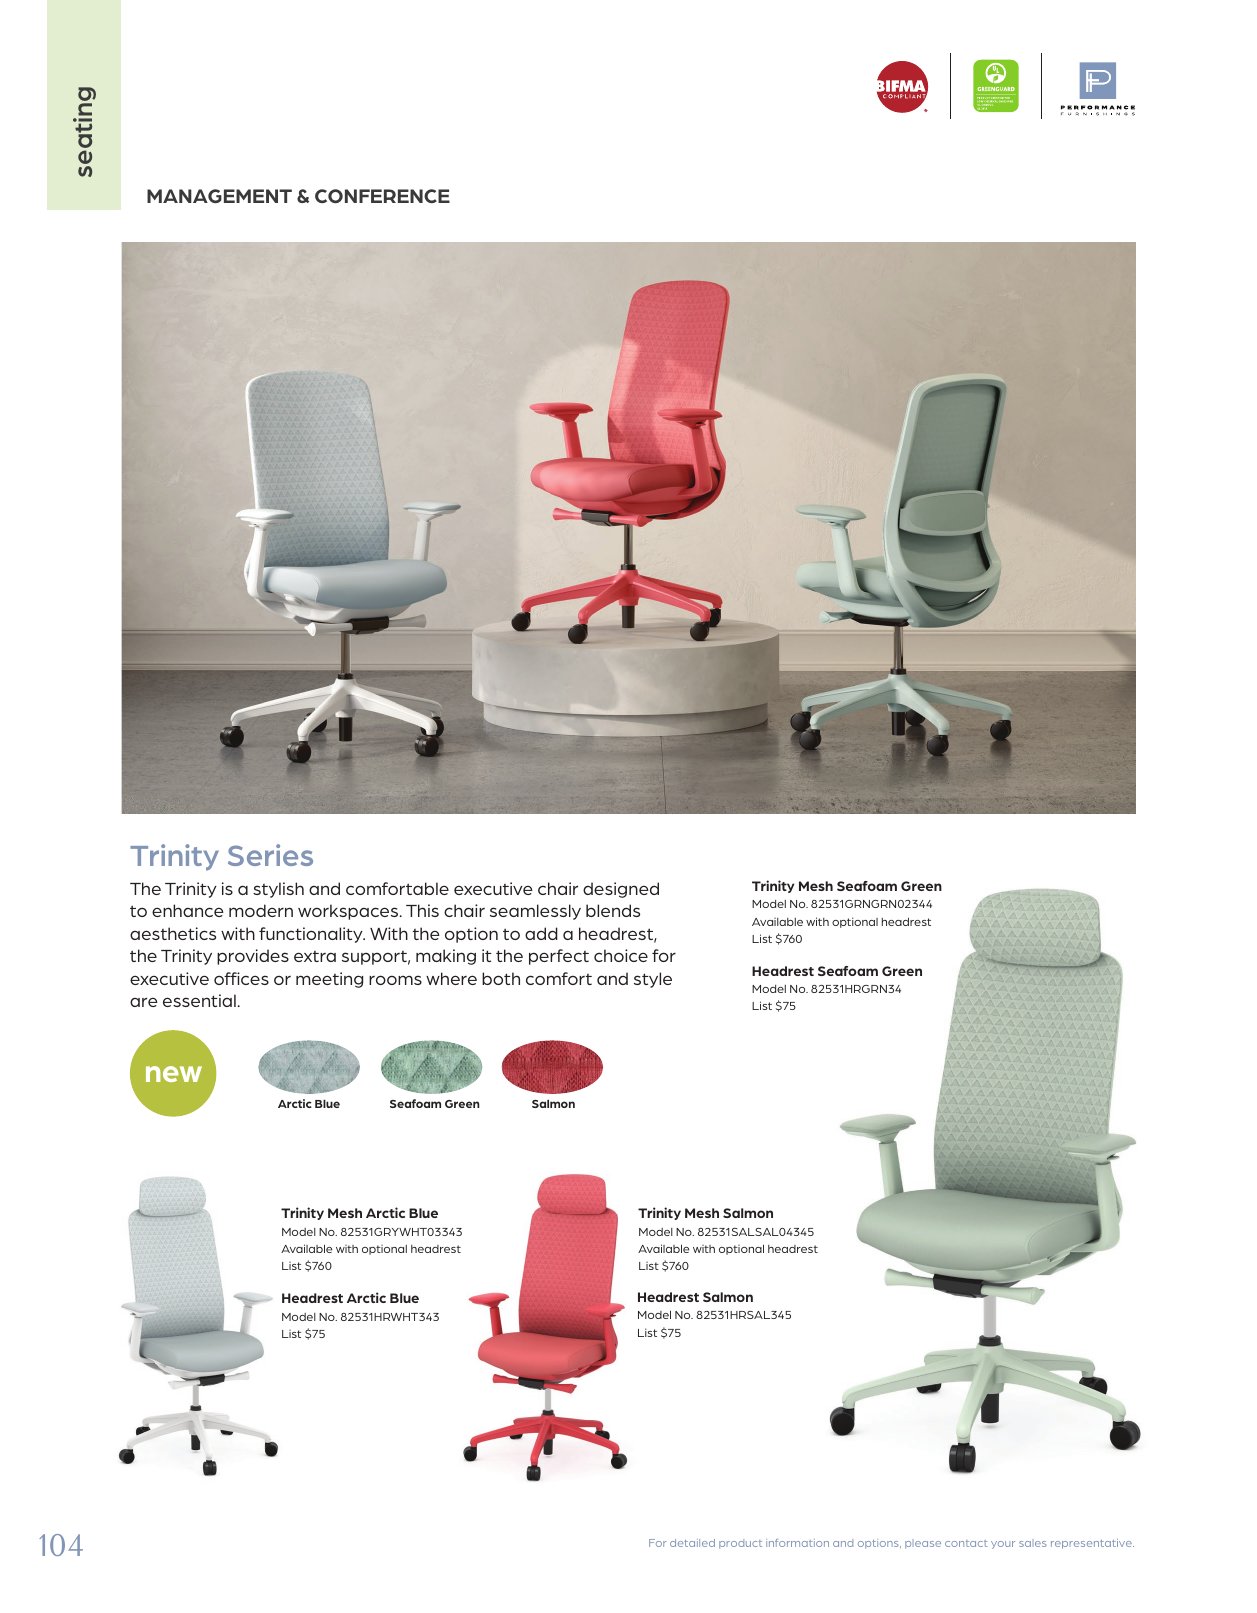 seating
BIFMA
COMPLIANT
GREENGUARD
PERFORMANCE
FURNISHINGS
MANAGEMENT & CONFERENCE
Trinity Series
The Trinity is a stylish and comfortable executive chair designed
to enhance modern workspaces. This chair seamlessly blends
aesthetics with functionality. With the option to add a headrest,
the Trinity provides extra support, making it the perfect choice for
executive offices or meeting rooms where both comfort and style
are essential.
Trinity Mesh Seafoam Green
Model No. 82531GRNGRN02344
Available with optional headrest
List $760
Headrest Seafoam Green
Model No. 82531HRGRN34
List $75
new
Arctic Blue
Seafoam Green
Salmon
Trinity Mesh Arctic Blue
Model No. 82531GRYWHT03343
Available with optional headrest
List $760
Headrest Arctic Blue
Model No. 82531HRWHT343
List $75
Trinity Mesh Salmon
Model No. 82531SALSAL04345
Available with optional headrest
List $760
Headrest Salmon
Model No. 82531HRSAL345
List $75
104
For detailed product information and options, please contact your sales representative.